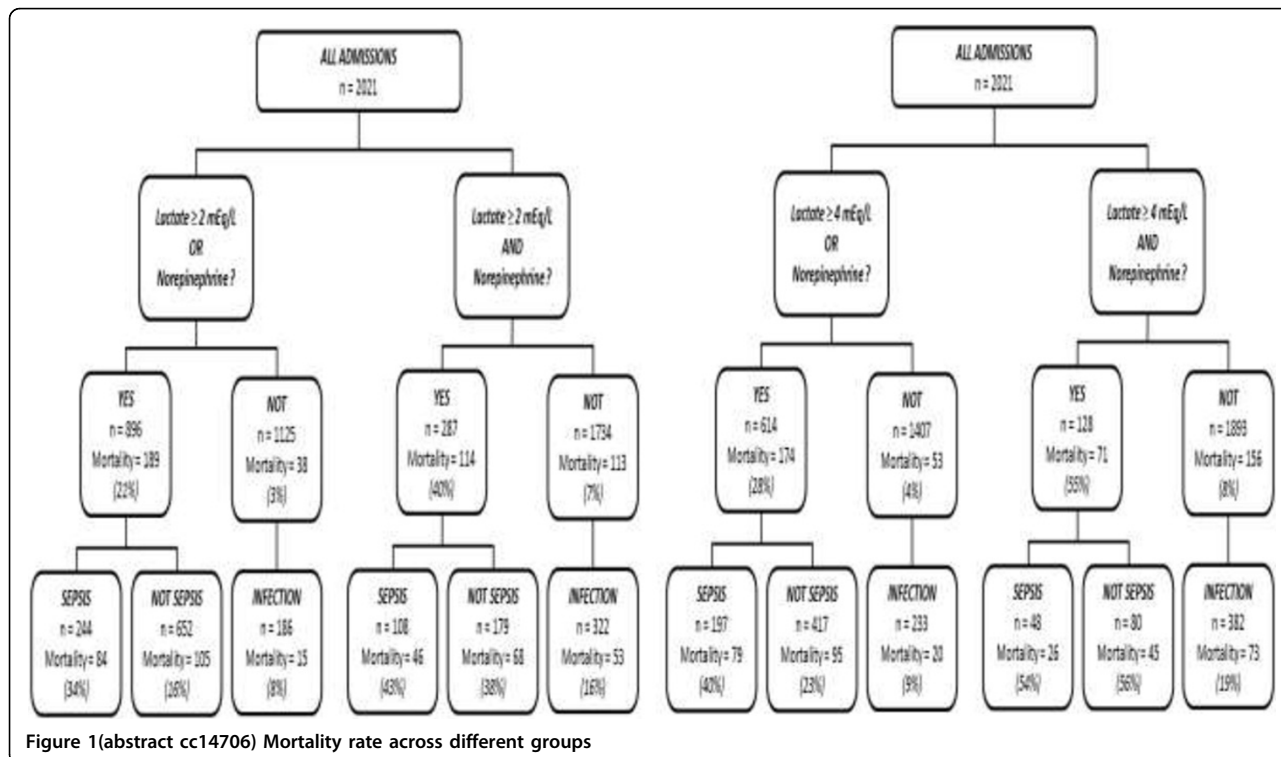 ALL ADMISSIONS
n = 2021
Lactate ≥ 2 mEq/L
OR
Norepinephrine ?
Lactate ≥ 2 mEq/L
AND
Norepinephrine ?
YES
n = 896
Mortality = 189
(21%)
NOT
n = 1125
Mortality = 38
(3%)
YES
n = 287
Mortality = 114
(40%)
NOT
n = 1734
Mortality = 113
(7%)
SEPSIS
n = 244
Mortality = 84
(34%)
NOT SEPSIS
n = 652
Mortality = 105
(16%)
INFECTION
n = 186
Mortality = 15
(8%)
SEPSIS
n = 108
Mortality = 46
(43%)
NOT SEPSIS
n = 179
Mortality = 68
(38%)
INFECTION
n = 322
Mortality = 53
(16%)
ALL ADMISSIONS
n = 2021
Lactate ≥ 4 mEq/L
OR
Norepinephrine ?
Lactate ≥ 4 mEq/L
AND
Norepinephrine ?
YES
n = 614
Mortality = 174
(28%)
NOT
n = 1407
Mortality = 53
(4%)
YES
n = 128
Mortality = 71
(55%)
NOT
n = 1893
Mortality = 156
(8%)
SEPSIS
n = 197
Mortality = 79
(40%)
NOT SEPSIS
n = 417
Mortality = 95
(23%)
INFECTION
n = 233
Mortality = 20
(9%)
SEPSIS
n = 48
Mortality = 26
(54%)
NOT SEPSIS
n = 80
Mortality = 45
(56%)
INFECTION
n = 382
Mortality = 73
(19%)
Figure 1(abstract cc14706) Mortality rate across different groups